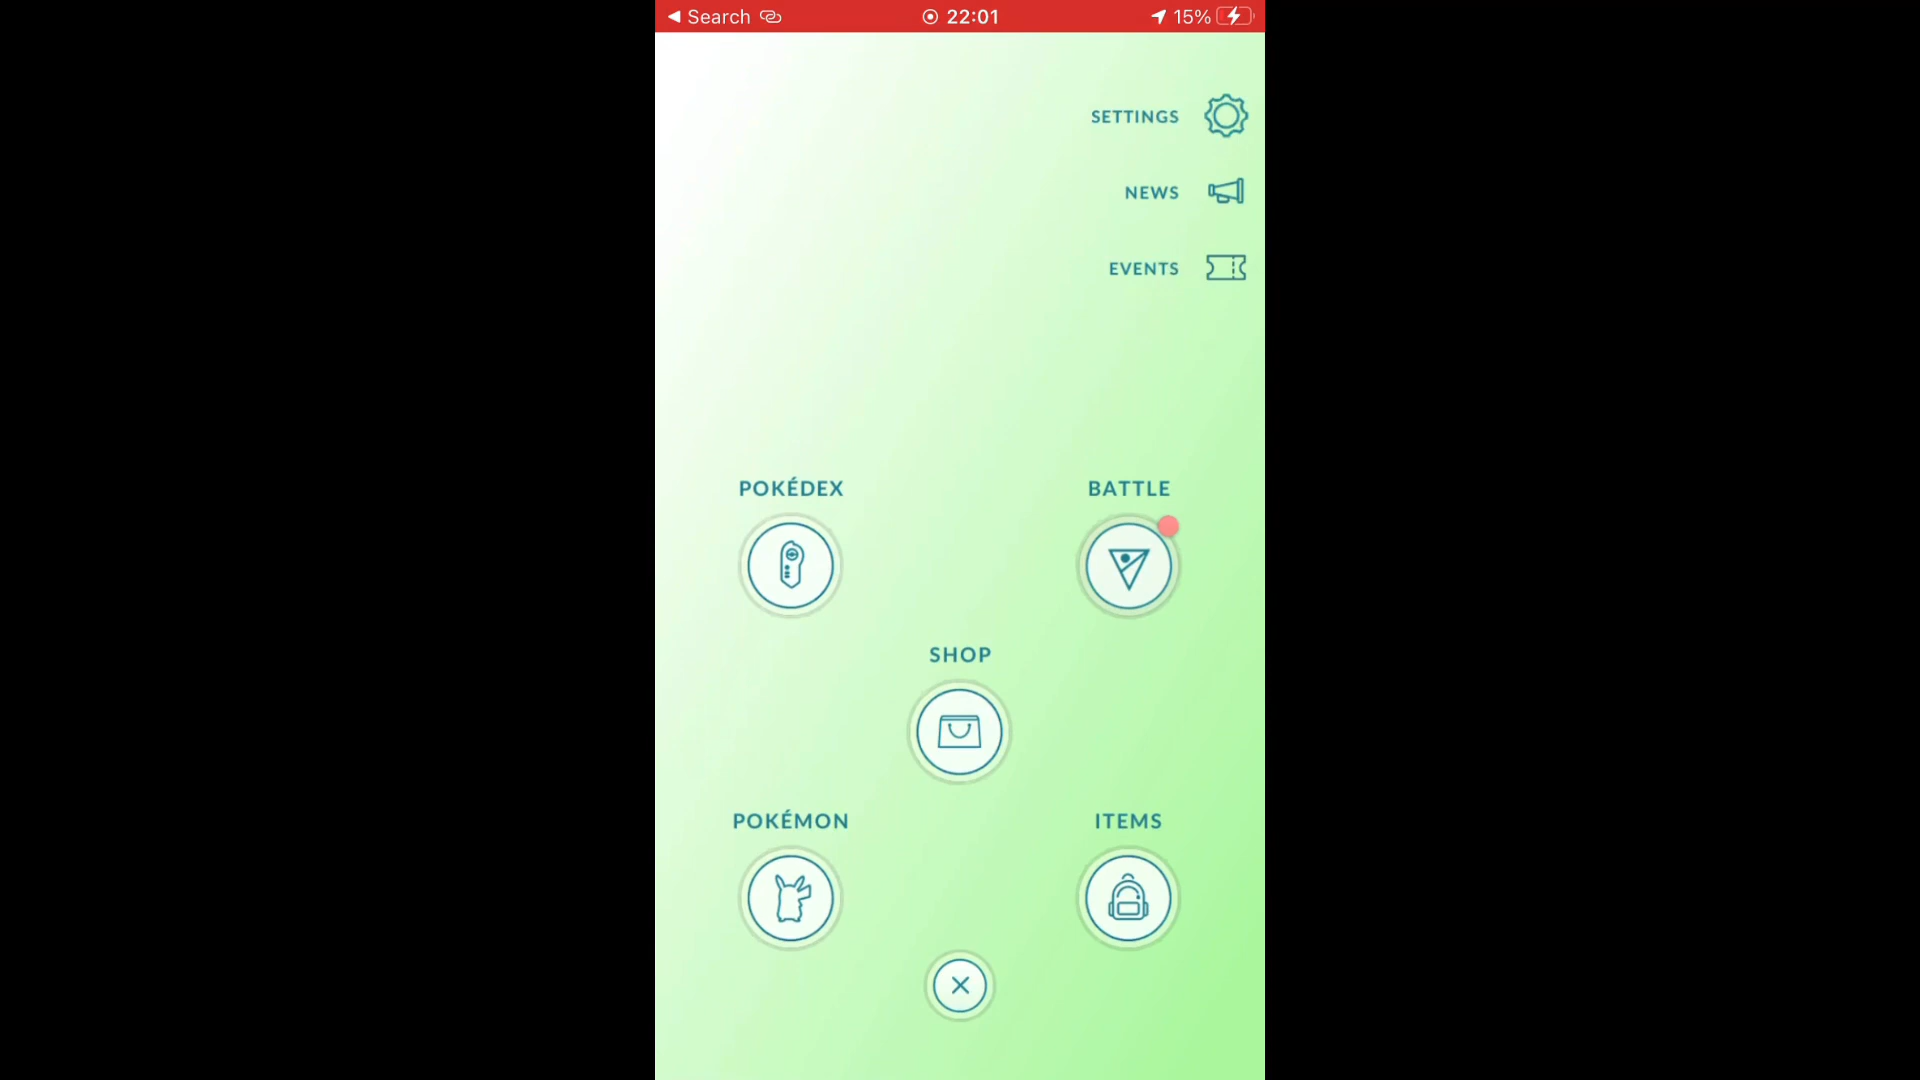 Search
22:01
15%
SETTINGS
NEWS
EVENTS
POKÉDEX
BATTLE
SHOP
POKÉMON
ITEMS